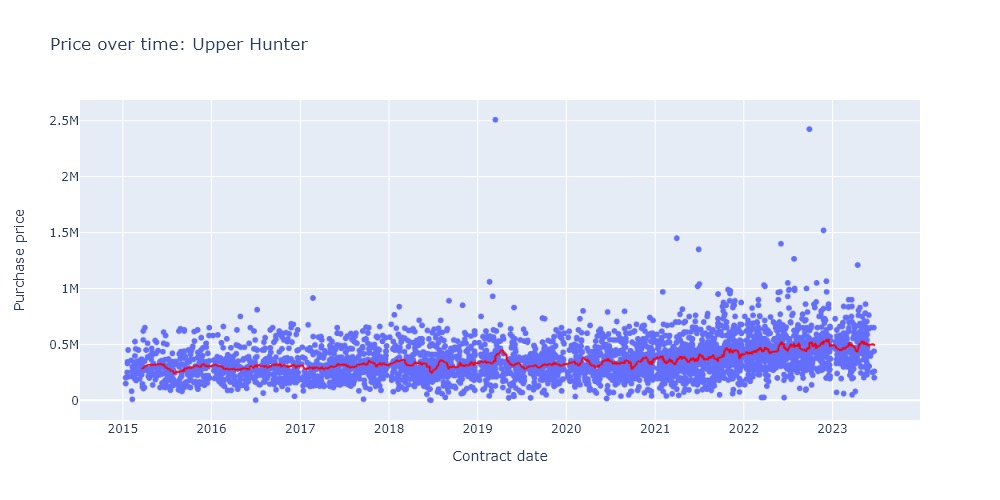 Price over time: Upper Hunter
2.5M
2M
1.5M
1M
0.5M
0
Purchase price
2015 2016 2017 2018 2019 2020 2021 2022 2023
Contract date